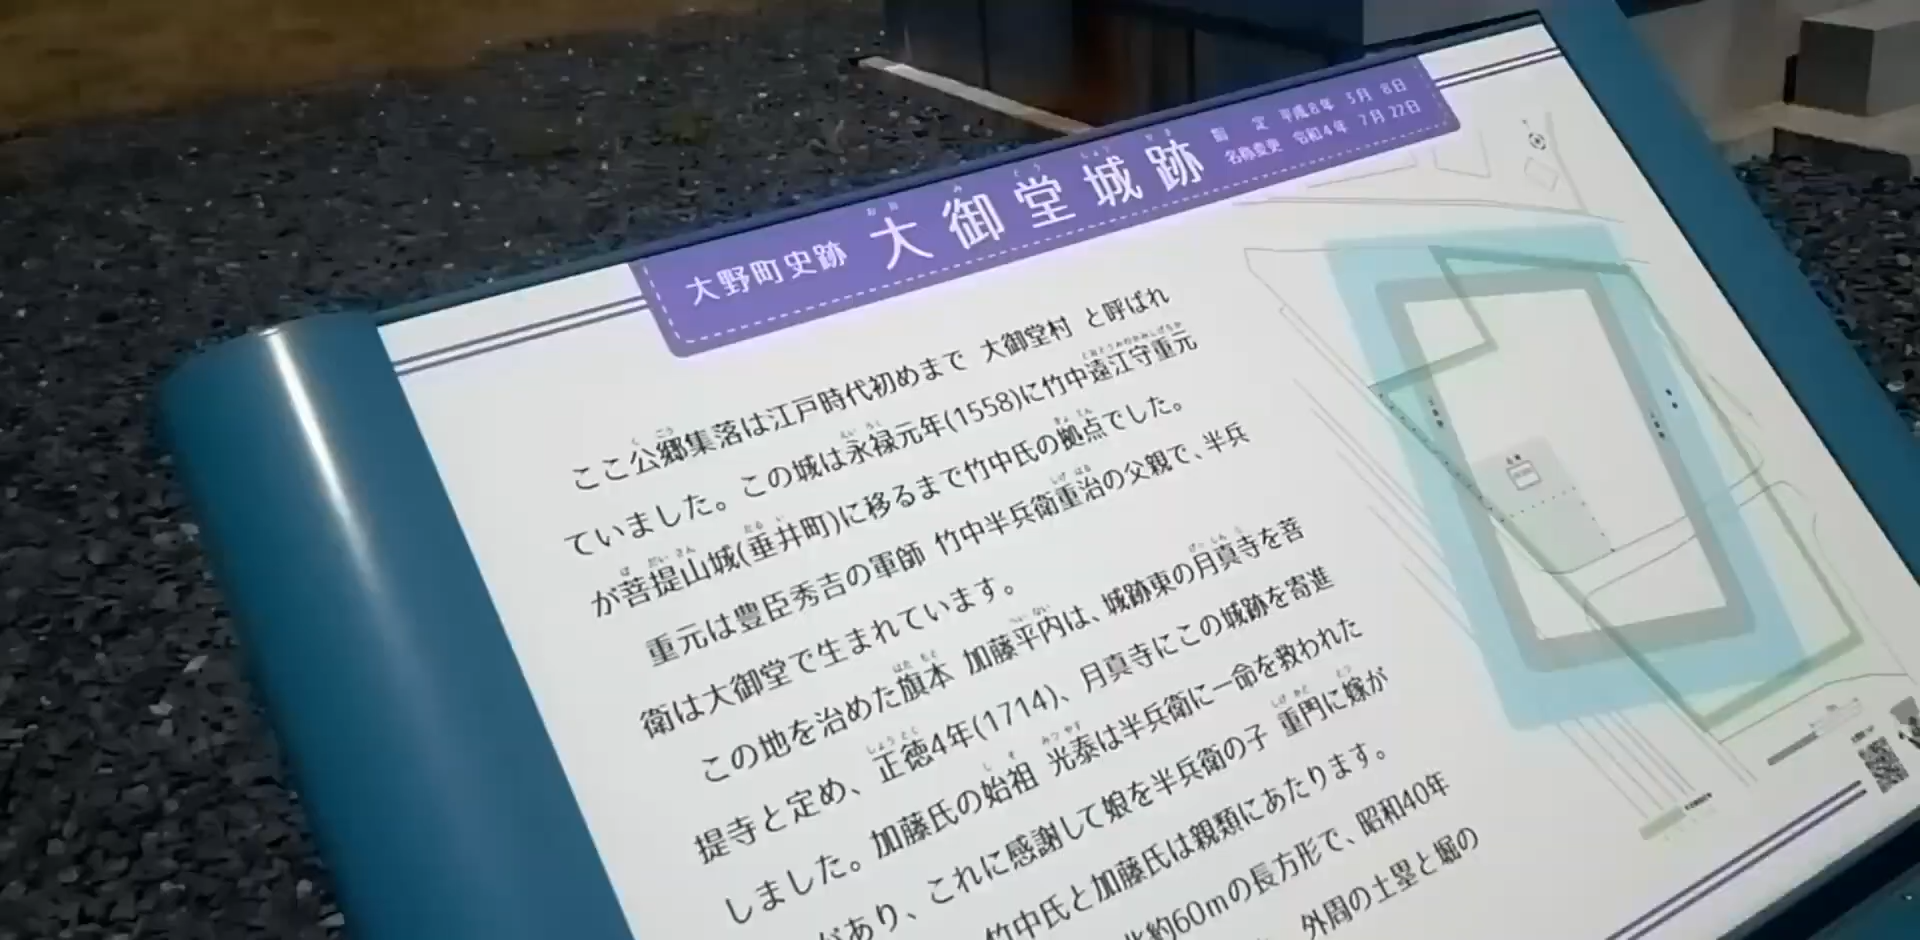 大野町史跡 大御堂城跡
指定 平成8年 3月 8日
名称変更 令和4年 7月 22日
ここ公郷集落は江戸時代初めまで 大御堂村 と呼ばれ
ていました。この城は永禄元年(1558)に竹中遠江守重元
が菩提山城(垂井町)に移るまで竹中氏の拠点でした。
重元は豊臣秀吉の軍師 竹中半兵衛重治の父親で、半兵
衛は大御堂で生まれています。
この地を治めた旗本 加藤平内は、城跡東の月真寺を菩
提寺と定め、正徳4年(1714)、月真寺にこの城跡を寄進
しました。加藤氏の始祖 光泰は半兵衛に一命を救われた
があり、これに感謝して娘を半兵衛の子 重門に嫁が
竹中氏と加藤氏は親類にあたります。
北約60mの長方形で、昭和40年
外周の土塁と堀の